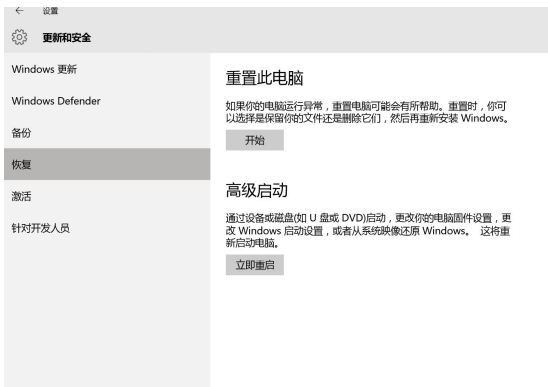 设置
更新和安全
Windows 更新
Windows Defender
备份
恢复
激活
针对开发人员
重置此电脑
如果你的电脑运行异常，重置电脑可能会有所帮助。重置时，你可
以选择是保留你的文件还是删除它们，然后再重新安装 Windows。
开始
高级启动
通过设备或磁盘(如 U 盘或 DVD)启动，更改你的电脑固件设置，更
改 Windows 启动设置，或者从系统映像还原 Windows。 这将重
新启动电脑。
立即重启